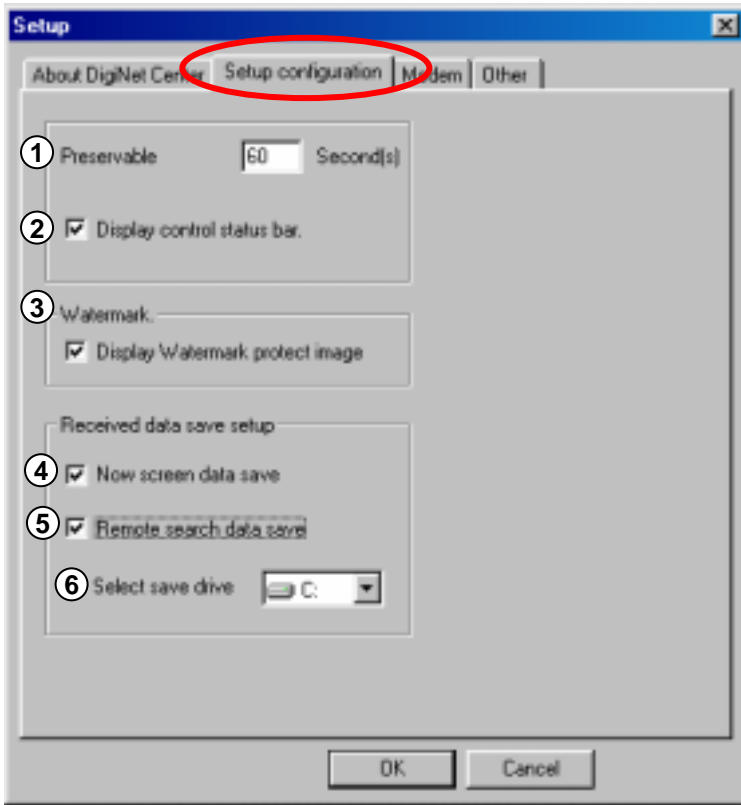 Setup
About DigiNet Center Setup configuration Modem Other
1 Preservable 60 Second(s)
2 Display control status bar.
3 Watermark.
Display Watermark protect image
Received data save setup
4 Now screen data save
5 Remote search data save
6 Select save drive C:
OK Cancel